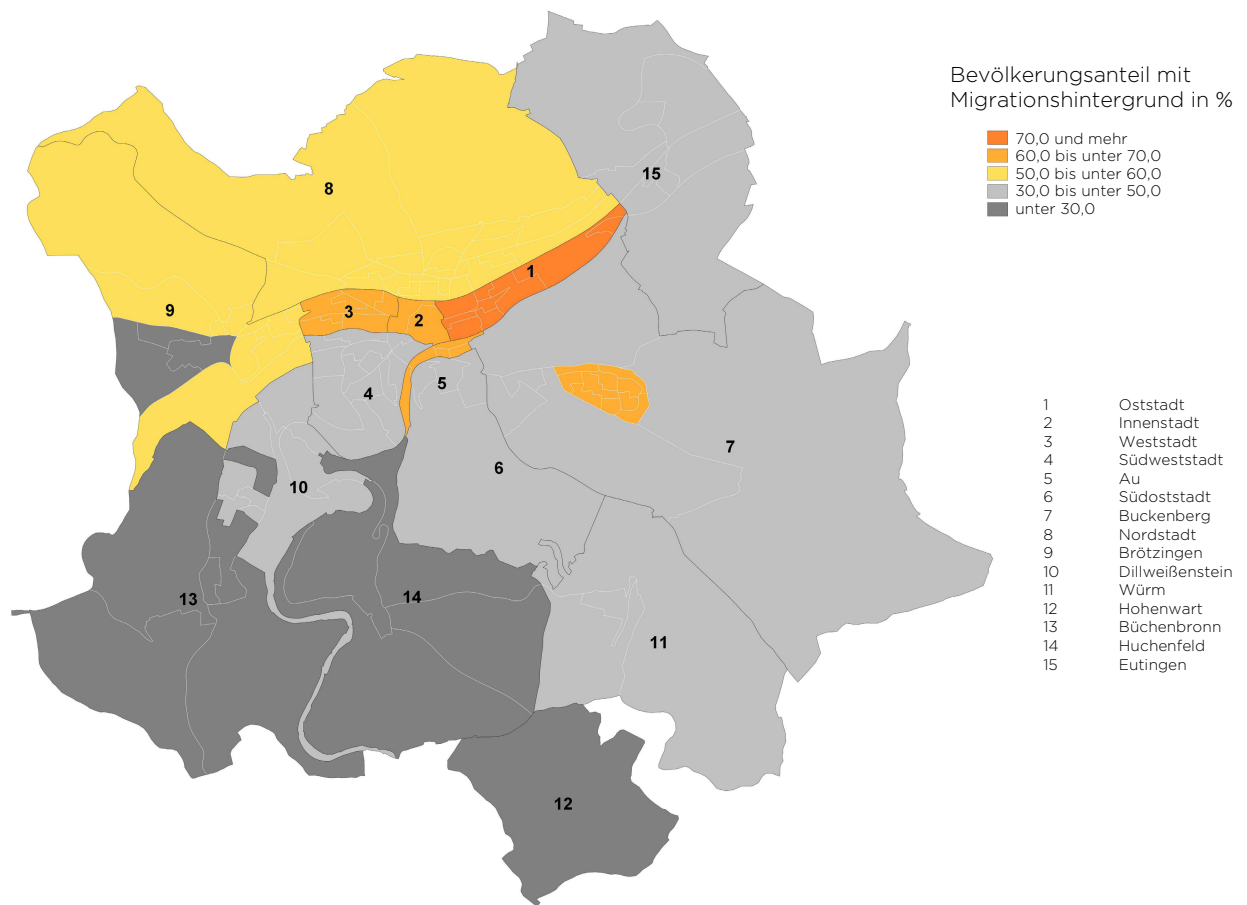 Bevölkerungsanteil mit
Migrationshintergrund in %
70,0 und mehr
60,0 bis unter 70,0
50,0 bis unter 60,0
30,0 bis unter 50,0
unter 30,0
15
8
1
9
3
2
4
5
7
6
10
13
14
11
12
1 Oststadt
2 Innenstadt
3 Weststadt
4 Südweststadt
5 Au
6 Südoststadt
7 Buckenberg
8 Nordstadt
9 Brötzingen
10 Dillweißenstein
11 Würm
12 Hohenwart
13 Büchenbronn
14 Huchenfeld
15 Eutingen